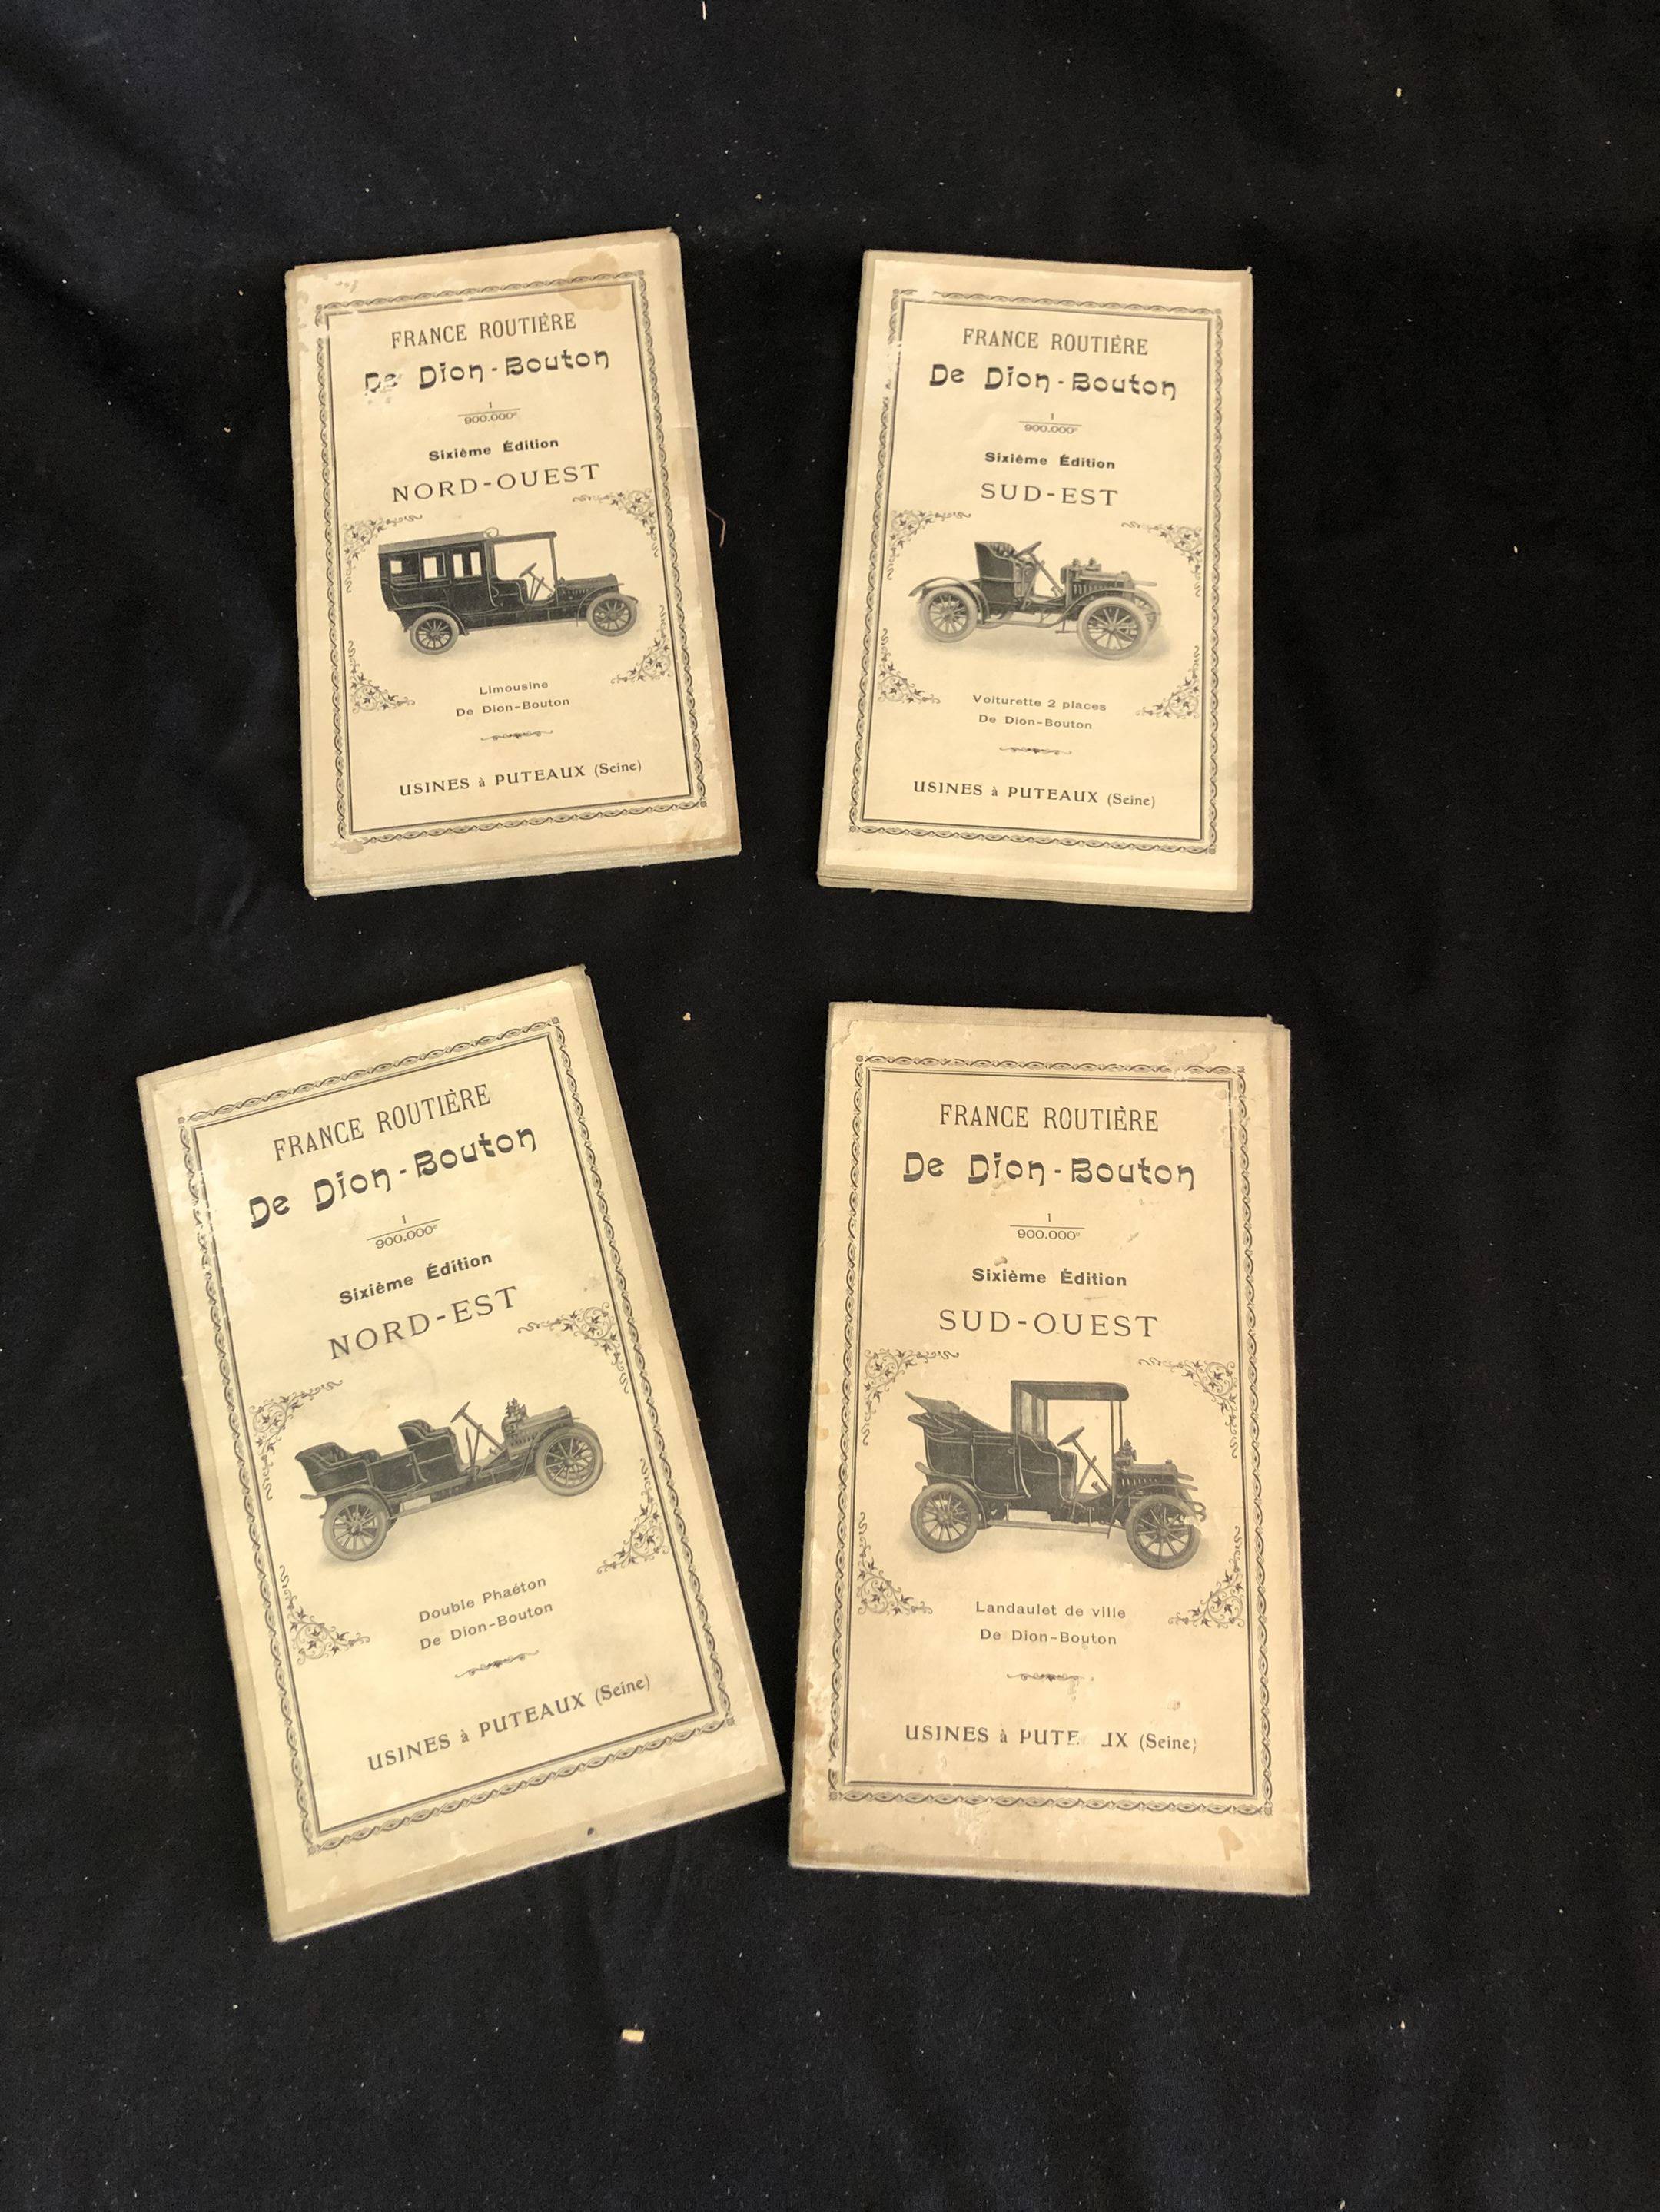 FRANCE ROUTIÈRE
De Dion-Bouton
1
900.000e
Sixième Édition
NORD-OUEST
Limousine
De Dion-Bouton
USINES à PUTEAUX (Seine)
FRANCE ROUTIÈRE
De Dion-Bouton
1
900.000e
Sixième Édition
SUD-EST
Voiturette 2 places
De Dion-Bouton
USINES à PUTEAUX (Seine)
FRANCE ROUTIÈRE
De Dion-Bouton
1
900.000e
Sixième Édition
NORD-EST
Double Phaéton
De Dion-Bouton
USINES à PUTEAUX (Seine)
FRANCE ROUTIÈRE
De Dion-Bouton
1
900.000e
Sixième Édition
SUD-OUEST
Landaulet de ville
De Dion-Bouton
USINES à (Seine)